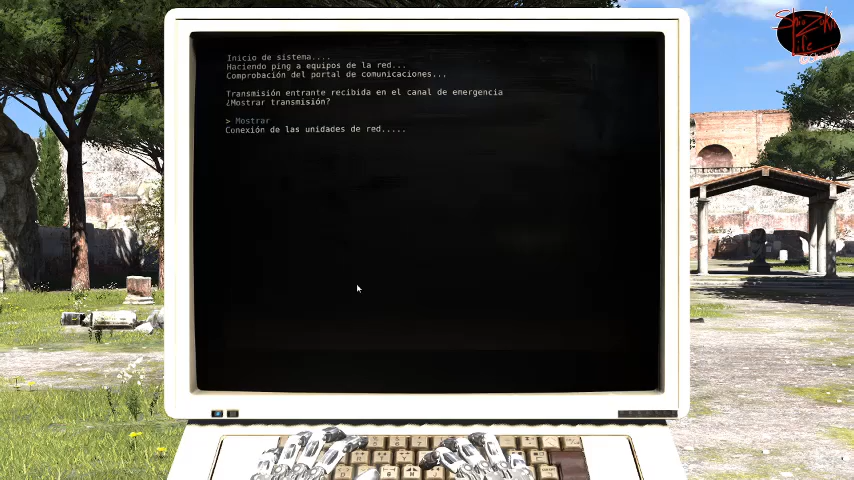 Inicio de sistema....
Haciendo ping a equipos de la red...
Comprobación del portal de comunicaciones...
Transmisión entrante recibida en el canal de emergencia
¿Mostrar transmisión?
> Mostrar
Conexión de las unidades de red.....